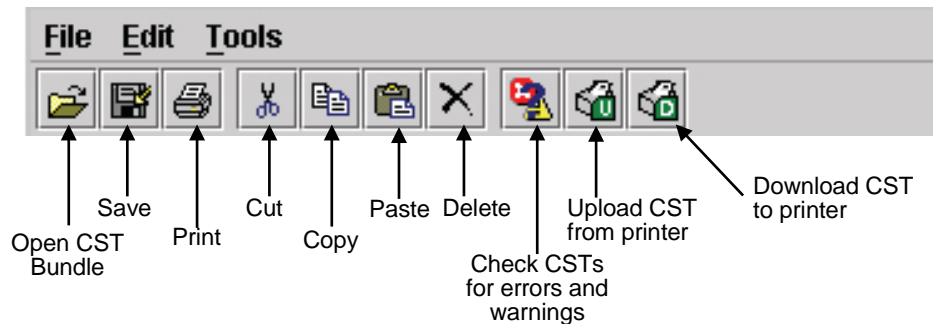 File Edit Tools
U D
Open CST
Bundle
Save
Print
Cut
Copy
Paste
Delete
Check CSTs
for errors and
warnings
Upload CST
from printer
Download CST
to printer